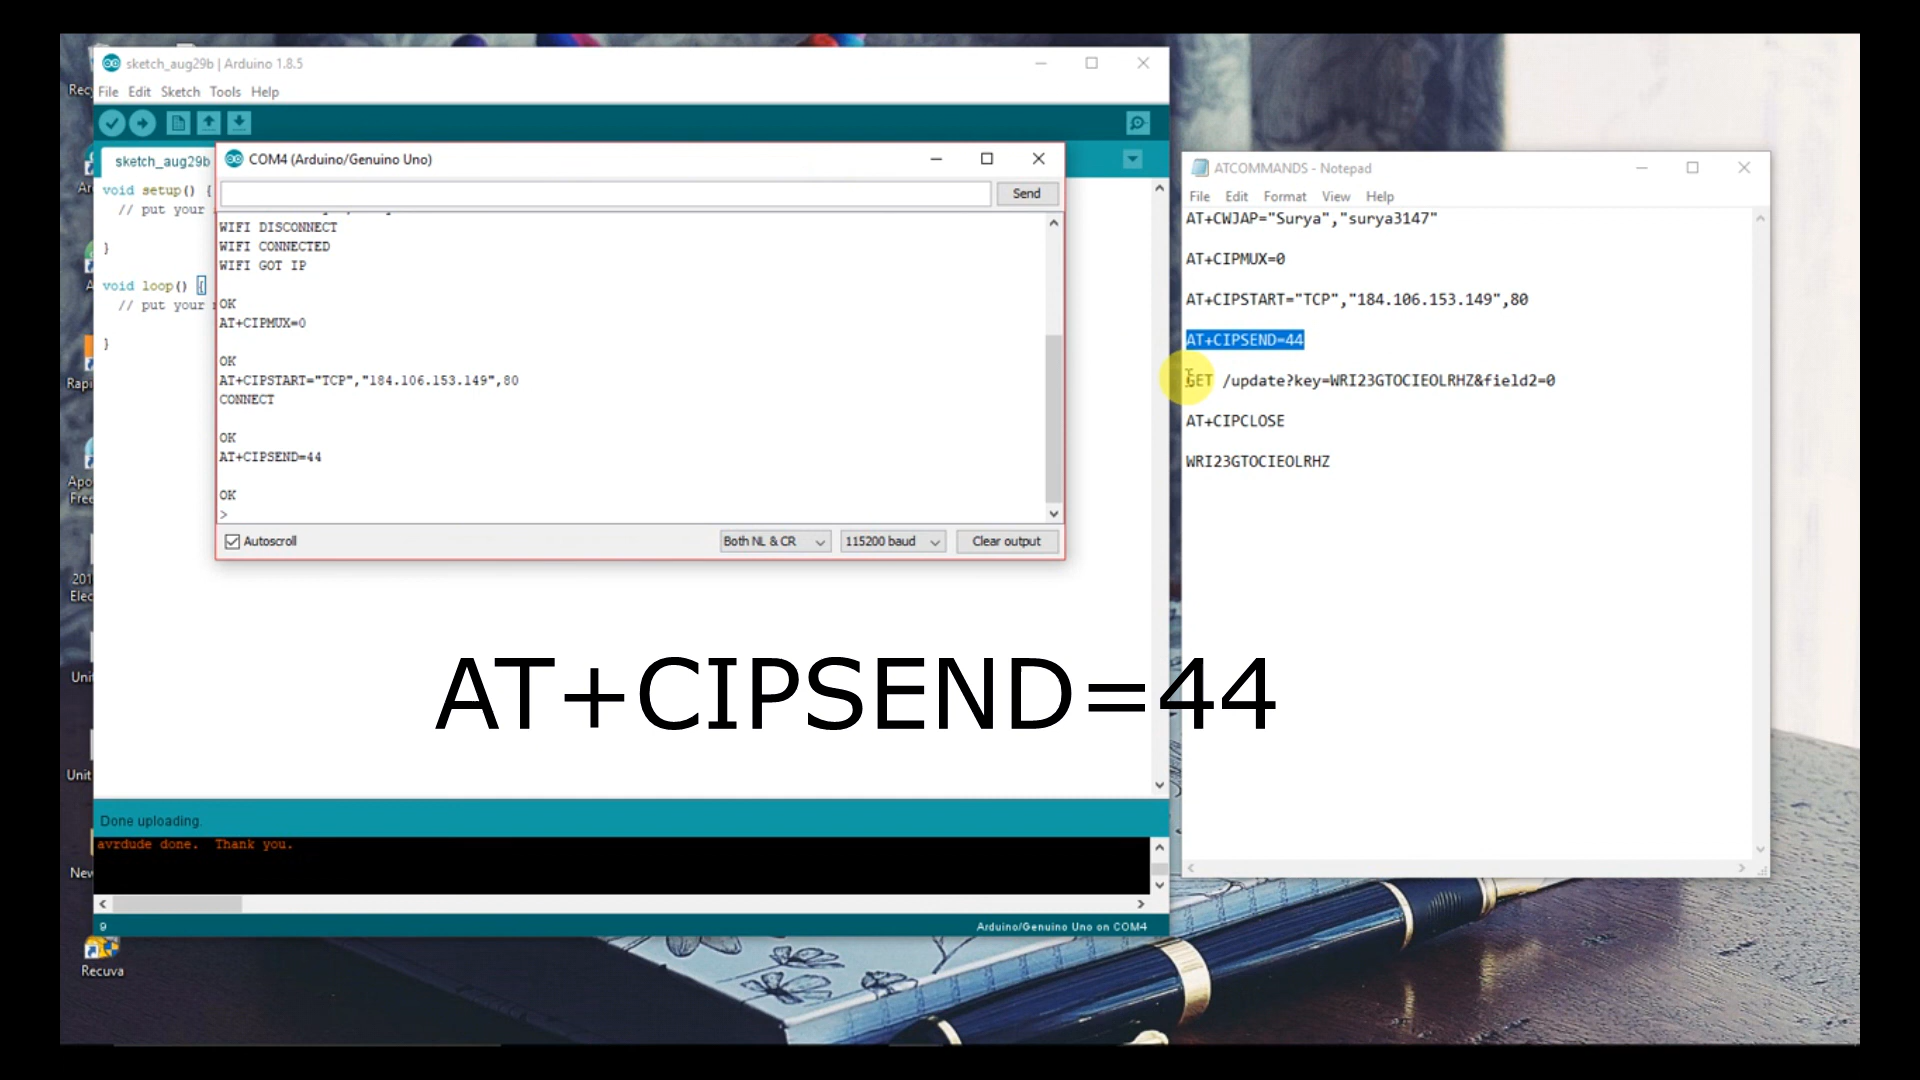 sketch_aug29b | Arduino 1.8.5
File Edit Sketch Tools Help
sketch_aug29b
void setup() {
// put your
}
void loop() {
// put your
}
COM4 (Arduino/Genuino Uno)
Send
WIFI DISCONNECT
WIFI CONNECTED
WIFI GOT IP
OK
AT+CIPMUX=0
OK
AT+CIPSTART="TCP","184.106.153.149",80
CONNECT
OK
AT+CIPSEND=44
OK
>
Autoscroll
Both NL & CR
115200 baud
Clear output
AT+CIPSEND=44
Done uploading.
avrdude done.  Thank you.
9
Arduino/Genuino Uno on COM4
ATCOMMANDS - Notepad
File Edit Format View Help
AT+CWJAP="Surya","surya3147"
AT+CIPMUX=0
AT+CIPSTART="TCP","184.106.153.149",80
AT+CIPSEND=44
GET /update?key=WRI23GTOCIEOLRHZ&field2=0
AT+CIPCLOSE
WRI23GTOCIEOLRHZ
Recuva